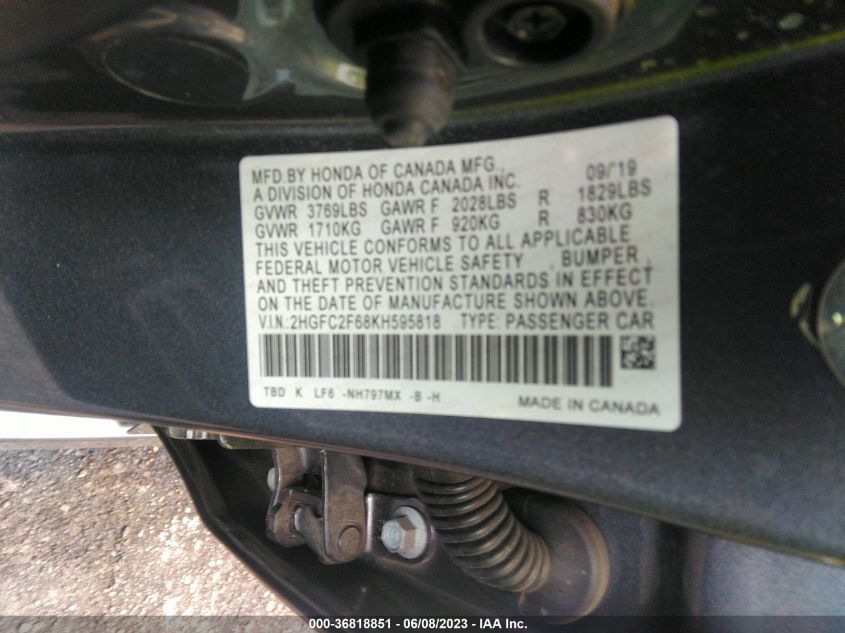 MFD.BY HONDA OF CANADA MFG., 09/'19
A DIVISION OF HONDA CANADA INC.
GVWR 3769LBS GAWR F 2028LBS R 1829LBS
GVWR 1710KG GAWR F 920KG R 830KG
THIS VEHICLE CONFORMS TO ALL APPLICABLE
FEDERAL MOTOR VEHICLE SAFETY , BUMPER ,
AND THEFT PREVENTION STANDARDS IN EFFECT
ON THE DATE OF MANUFACTURE SHOWN ABOVE.
V.I.N.: 2HGFC2F68KH595818 TYPE: PASSENGER CAR
TBD K LF6 -NH797MX -B -H
MADE IN CANADA
000-36818851 - 06/08/2023 - IAA Inc.